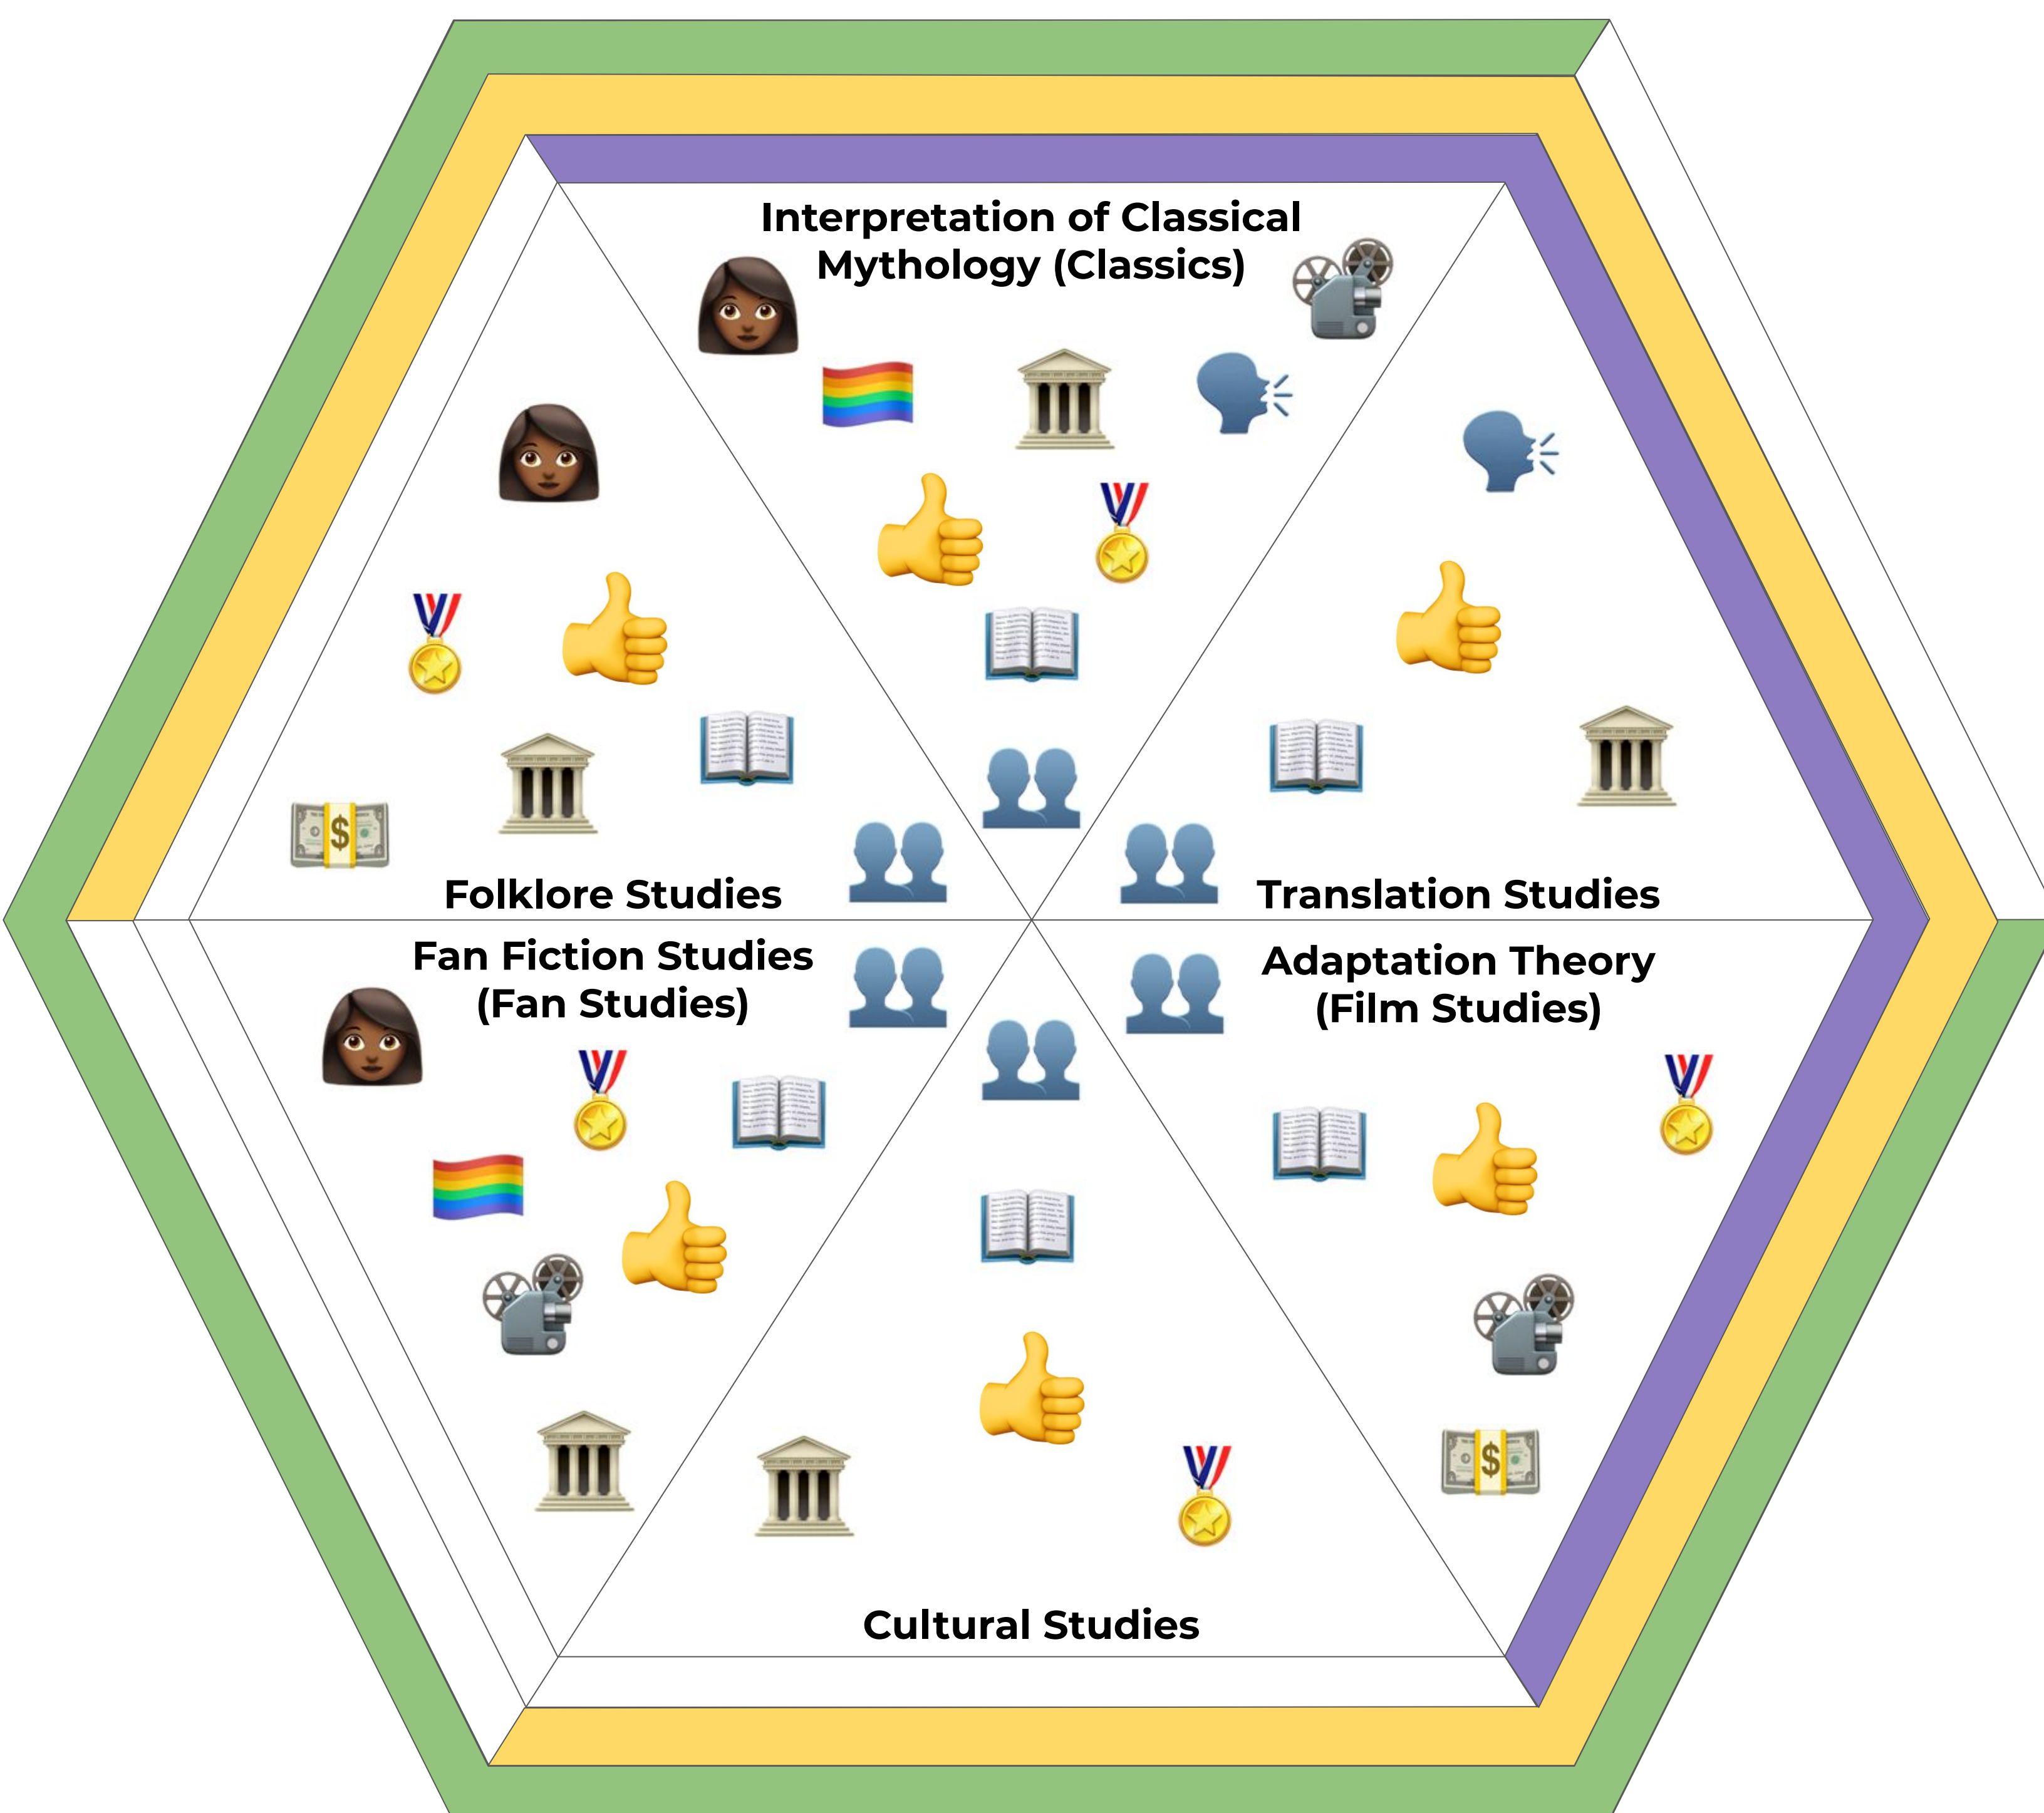 Interpretation of Classical
Mythology (Classics)
Folklore Studies
Translation Studies
Fan Fiction Studies
(Fan Studies)
Adaptation Theory
(Film Studies)
Cultural Studies